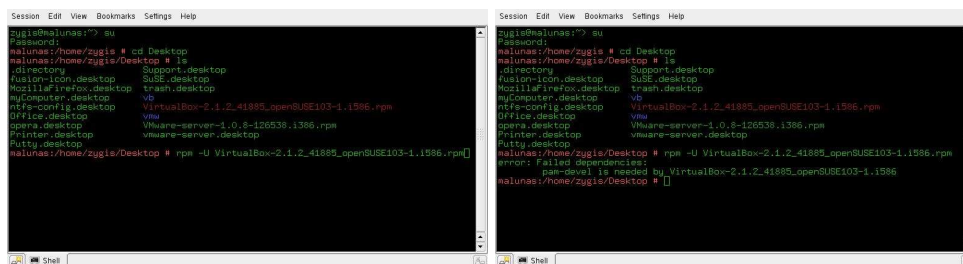 Session Edit View Bookmarks Settings Help
zygis@malunas:~> su
Password:
malunas:/home/zygis # cd Desktop
malunas:/home/zygis/Desktop # ls
.directory Support.desktop
fusion-icon.desktop SuSE.desktop
MozillaFirefox.desktop trash.desktop
myComputer.desktop vb
ntfs-config.desktop VirtualBox-2.1.2_41885_openSUSE103-1.i586.rpm
Office.desktop vmw
opera.desktop VMware-server-1.0.8-126538.i386.rpm
Printer.desktop vmware-server.desktop
Putty.desktop
malunas:/home/zygis/Desktop # rpm -U VirtualBox-2.1.2_41885_openSUSE103-1.i586.rpm
Shell
Session Edit View Bookmarks Settings Help
zygis@malunas:~> su
Password:
malunas:/home/zygis # cd Desktop
malunas:/home/zygis/Desktop # ls
.directory Support.desktop
fusion-icon.desktop SuSE.desktop
MozillaFirefox.desktop trash.desktop
myComputer.desktop vb
ntfs-config.desktop VirtualBox-2.1.2_41885_openSUSE103-1.i586.rpm
Office.desktop vmw
opera.desktop VMware-server-1.0.8-126538.i386.rpm
Printer.desktop vmware-server.desktop
Putty.desktop
malunas:/home/zygis/Desktop # rpm -U VirtualBox-2.1.2_41885_openSUSE103-1.i586.rpm
error: Failed dependencies:
pam-devel is needed by VirtualBox-2.1.2_41885_openSUSE103-1.i586
malunas:/home/zygis/Desktop #
Shell